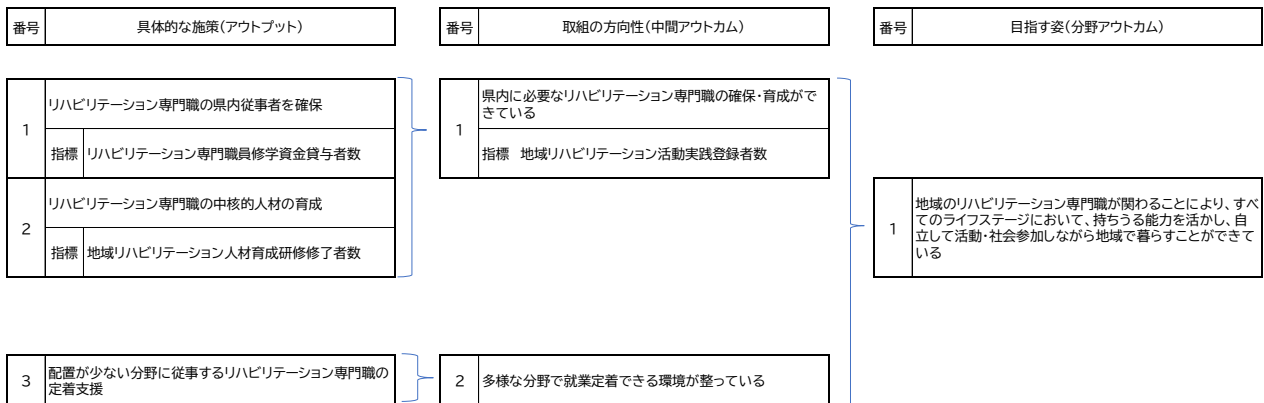 番号
具体的な施策(アウトプット)
番号
取組の方向性(中間アウトカム)
番号
目指す姿(分野アウトカム)
1
リハビリテーション専門職の県内従事者を確保
指標
リハビリテーション専門職員修学資金貸与者数
2
リハビリテーション専門職の中核的人材の育成
指標
地域リハビリテーション人材育成研修修了者数
1
県内に必要なリハビリテーション専門職の確保・育成がで
きている
指標 地域リハビリテーション活動実践登録者数
1
地域のリハビリテーション専門職が関わることにより、すべ
てのライフステージにおいて、持ちうる能力を活かし、自
立して活動・社会参加しながら地域で暮らすことができて
いる
3
配置が少ない分野に従事するリハビリテーション専門職の
定着支援
2
多様な分野で就業定着できる環境が整っている